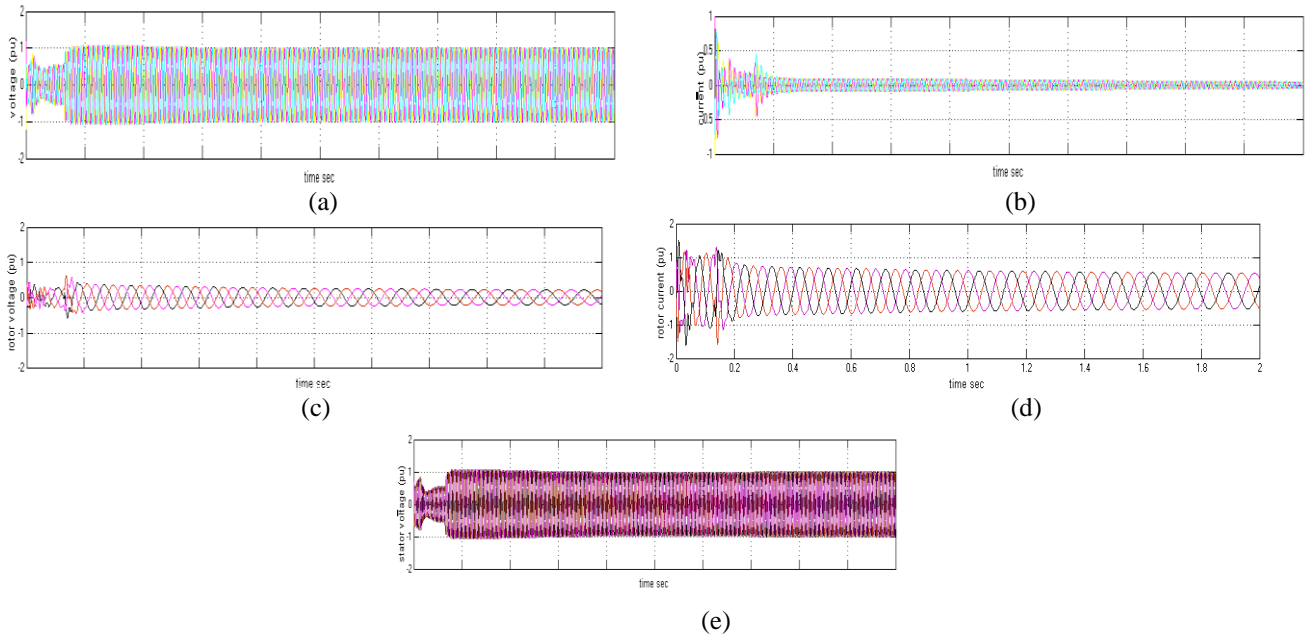 2
1
0
-1
-2
voltage (pu)
time sec
(a)
1
0.5
0
-0.5
-1
current (pu)
time sec
(b)
2
1
0
-1
-2
rotor voltage (pu)
time sec
(c)
2
1
0
-1
-2
rotor current (pu)
0 0.2 0.4 0.6 0.8 1 1.2 1.4 1.6 1.8 2
time sec
(d)
2
1
0
-1
-2
stator voltage (pu)
time sec
(e)